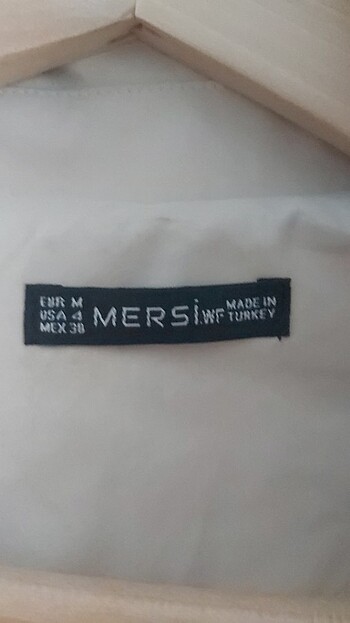 EUR M
USA 4
MEX 38
MERSİ.WF
MADE IN
TURKEY